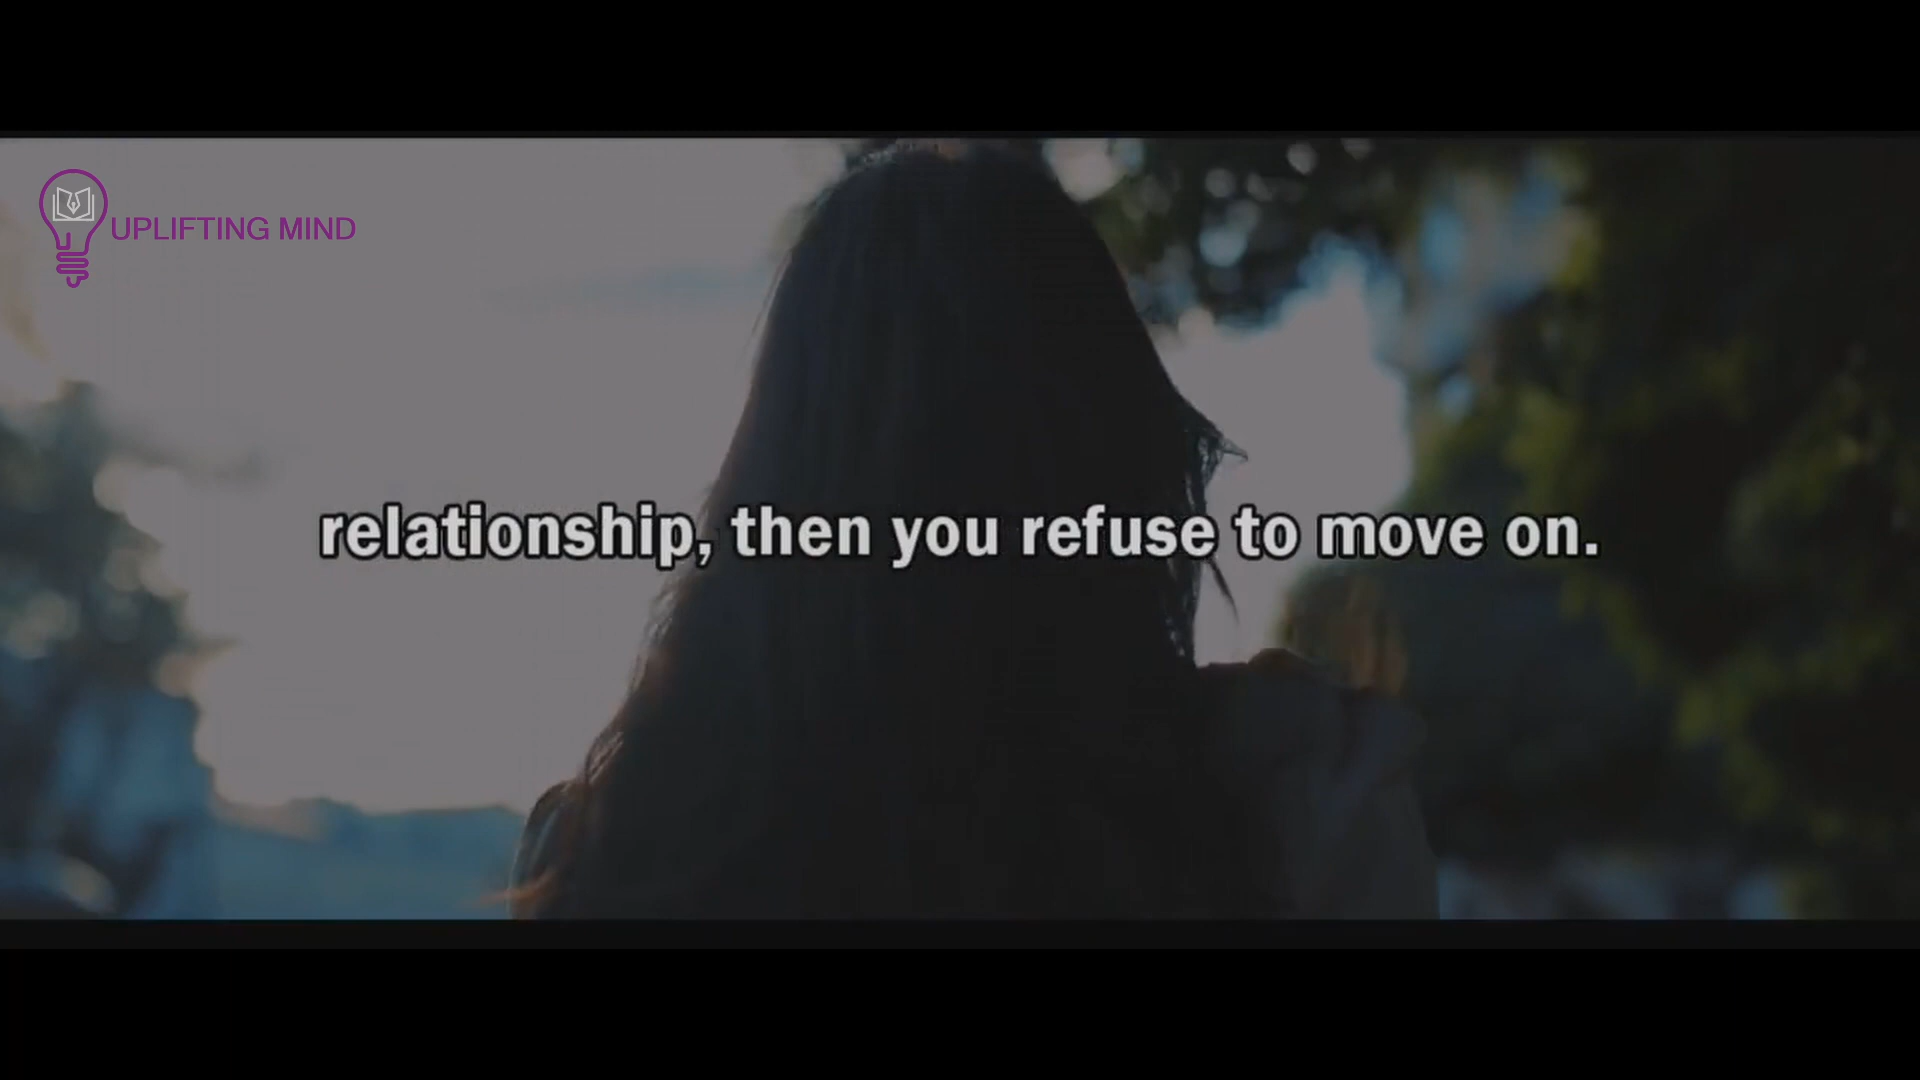 UPLIFTING MIND
relationship, then you refuse to move on.